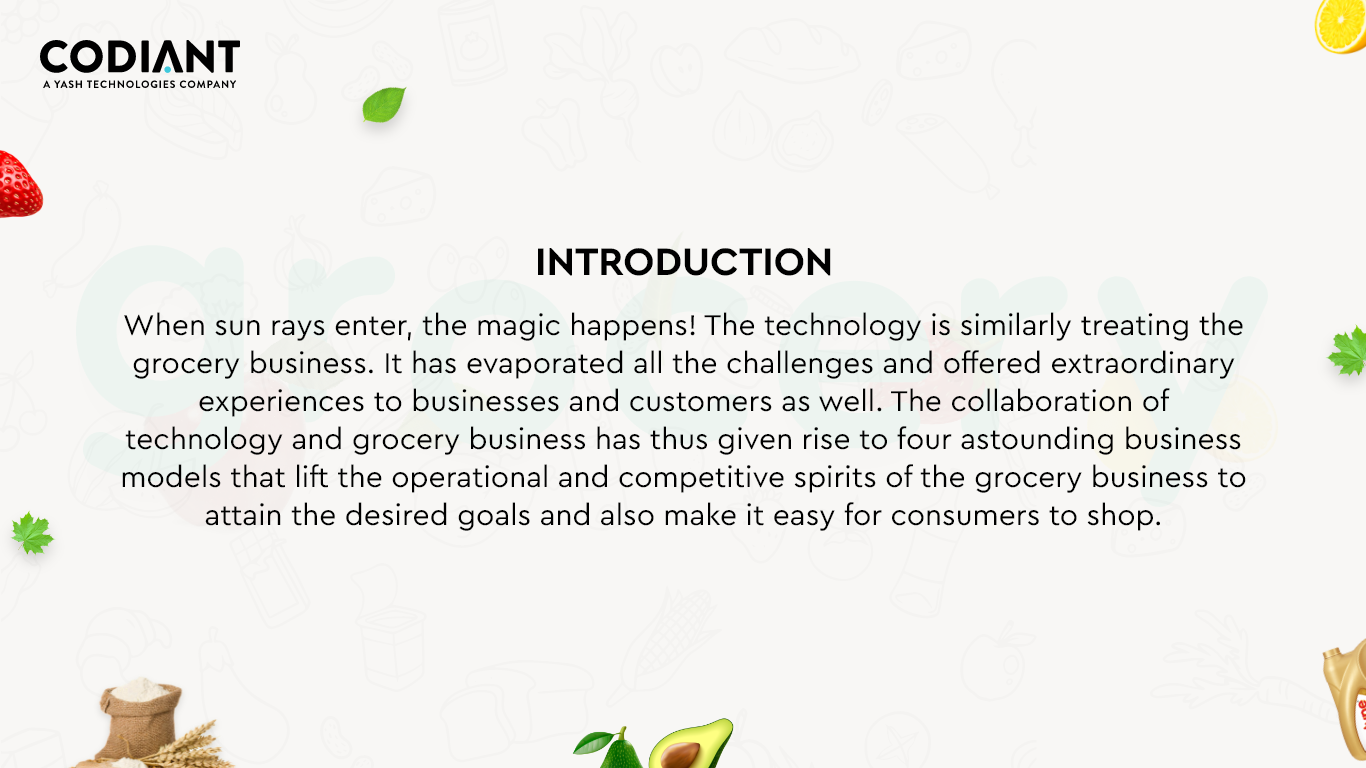 CODIANT
A YASH TECHNOLOGIES COMPANY
grocery
INTRODUCTION
When sun rays enter, the magic happens! The technology is similarly treating the
grocery business. It has evaporated all the challenges and offered extraordinary
experiences to businesses and customers as well. The collaboration of
technology and grocery business has thus given rise to four astounding business
models that lift the operational and competitive spirits of the grocery business to
attain the desired goals and also make it easy for consumers to shop.